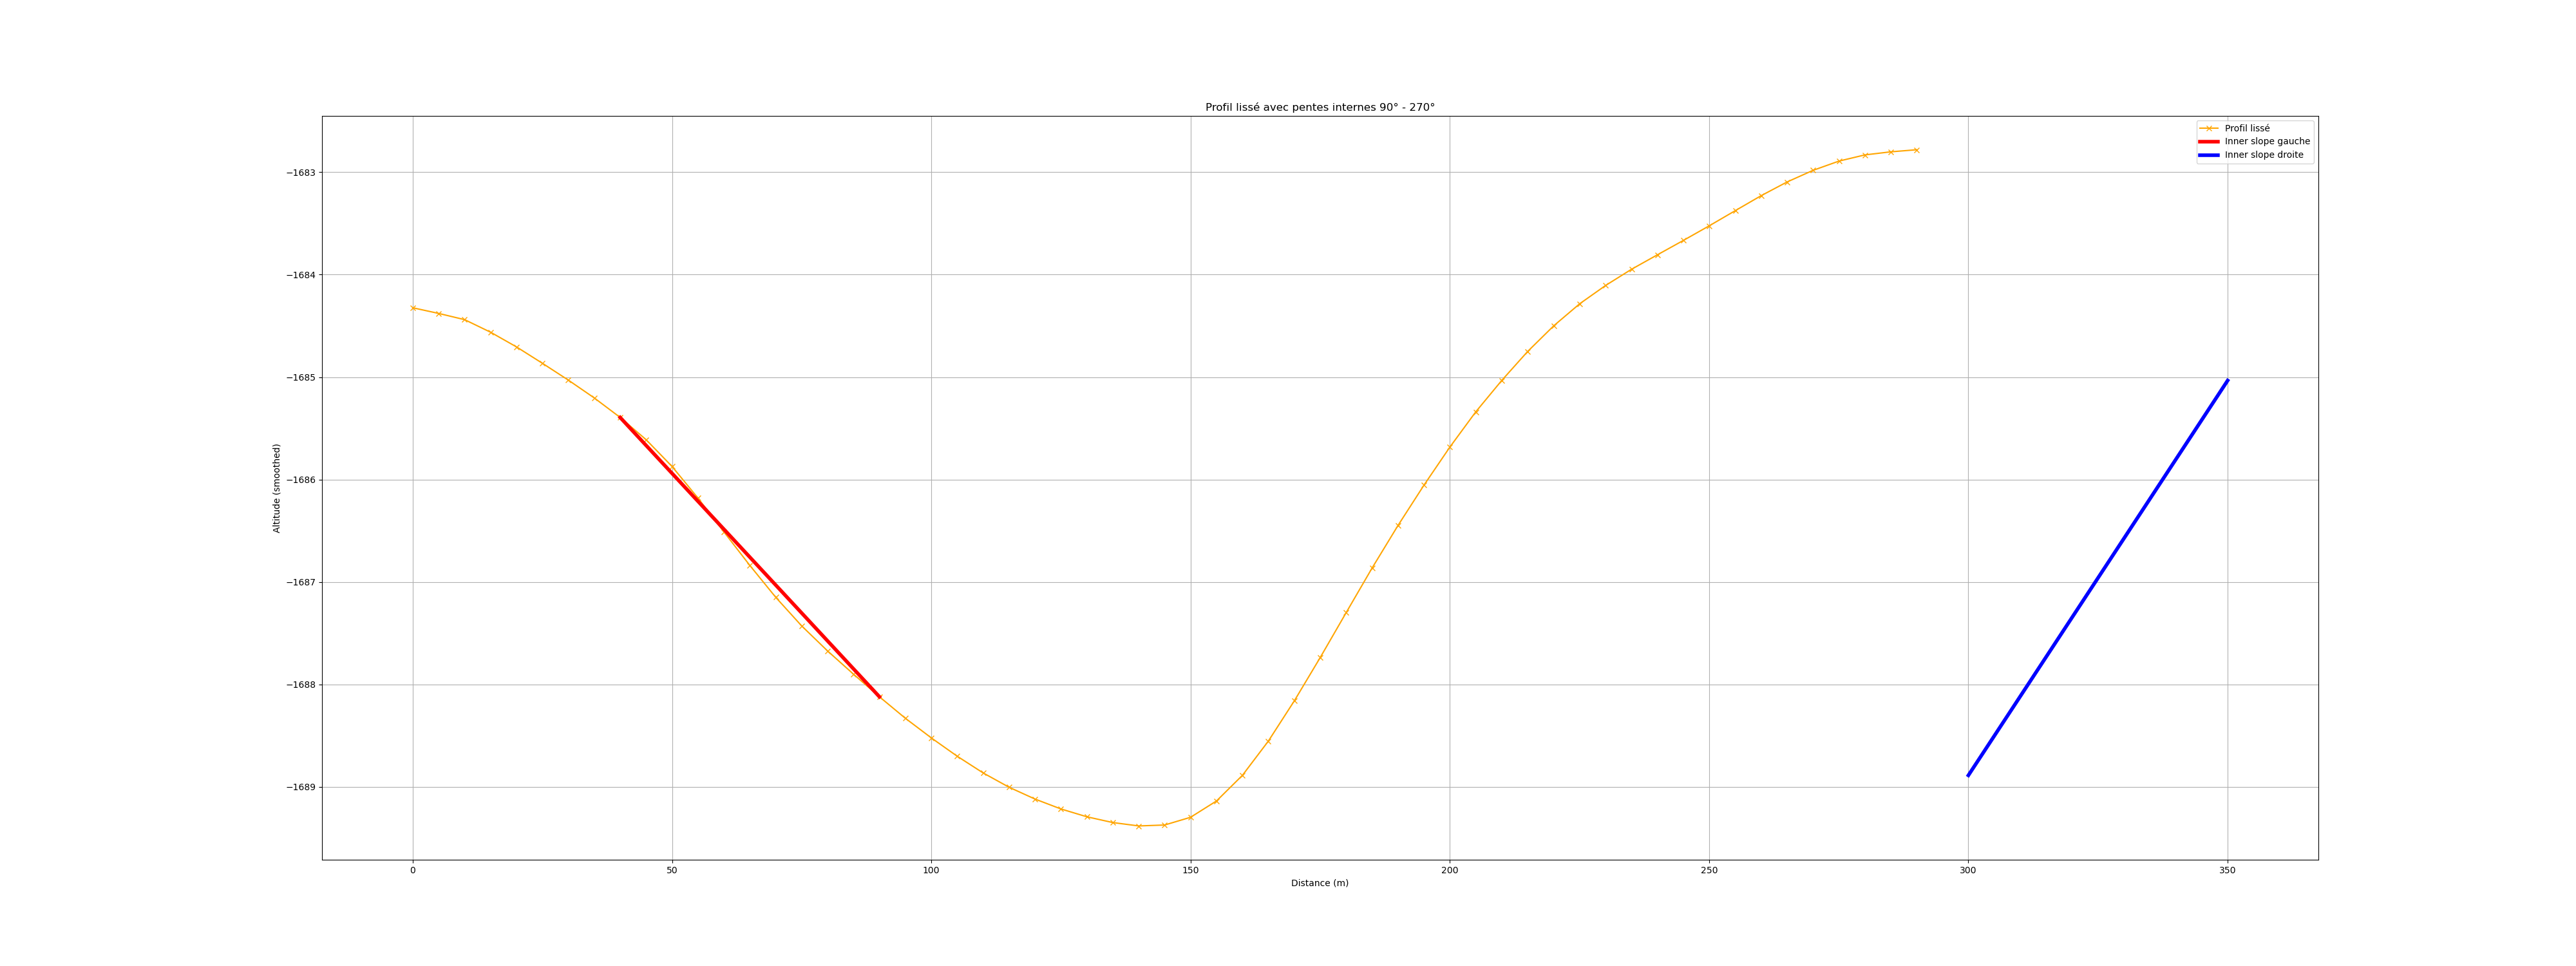 Profil lissé avec pentes internes 90° - 270°
Profil lissé
Inner slope gauche
Inner slope droite
Altitude (smoothed)
−1683
−1684
−1685
−1686
−1687
−1688
−1689
0 50 100 150 200 250 300 350
Distance (m)